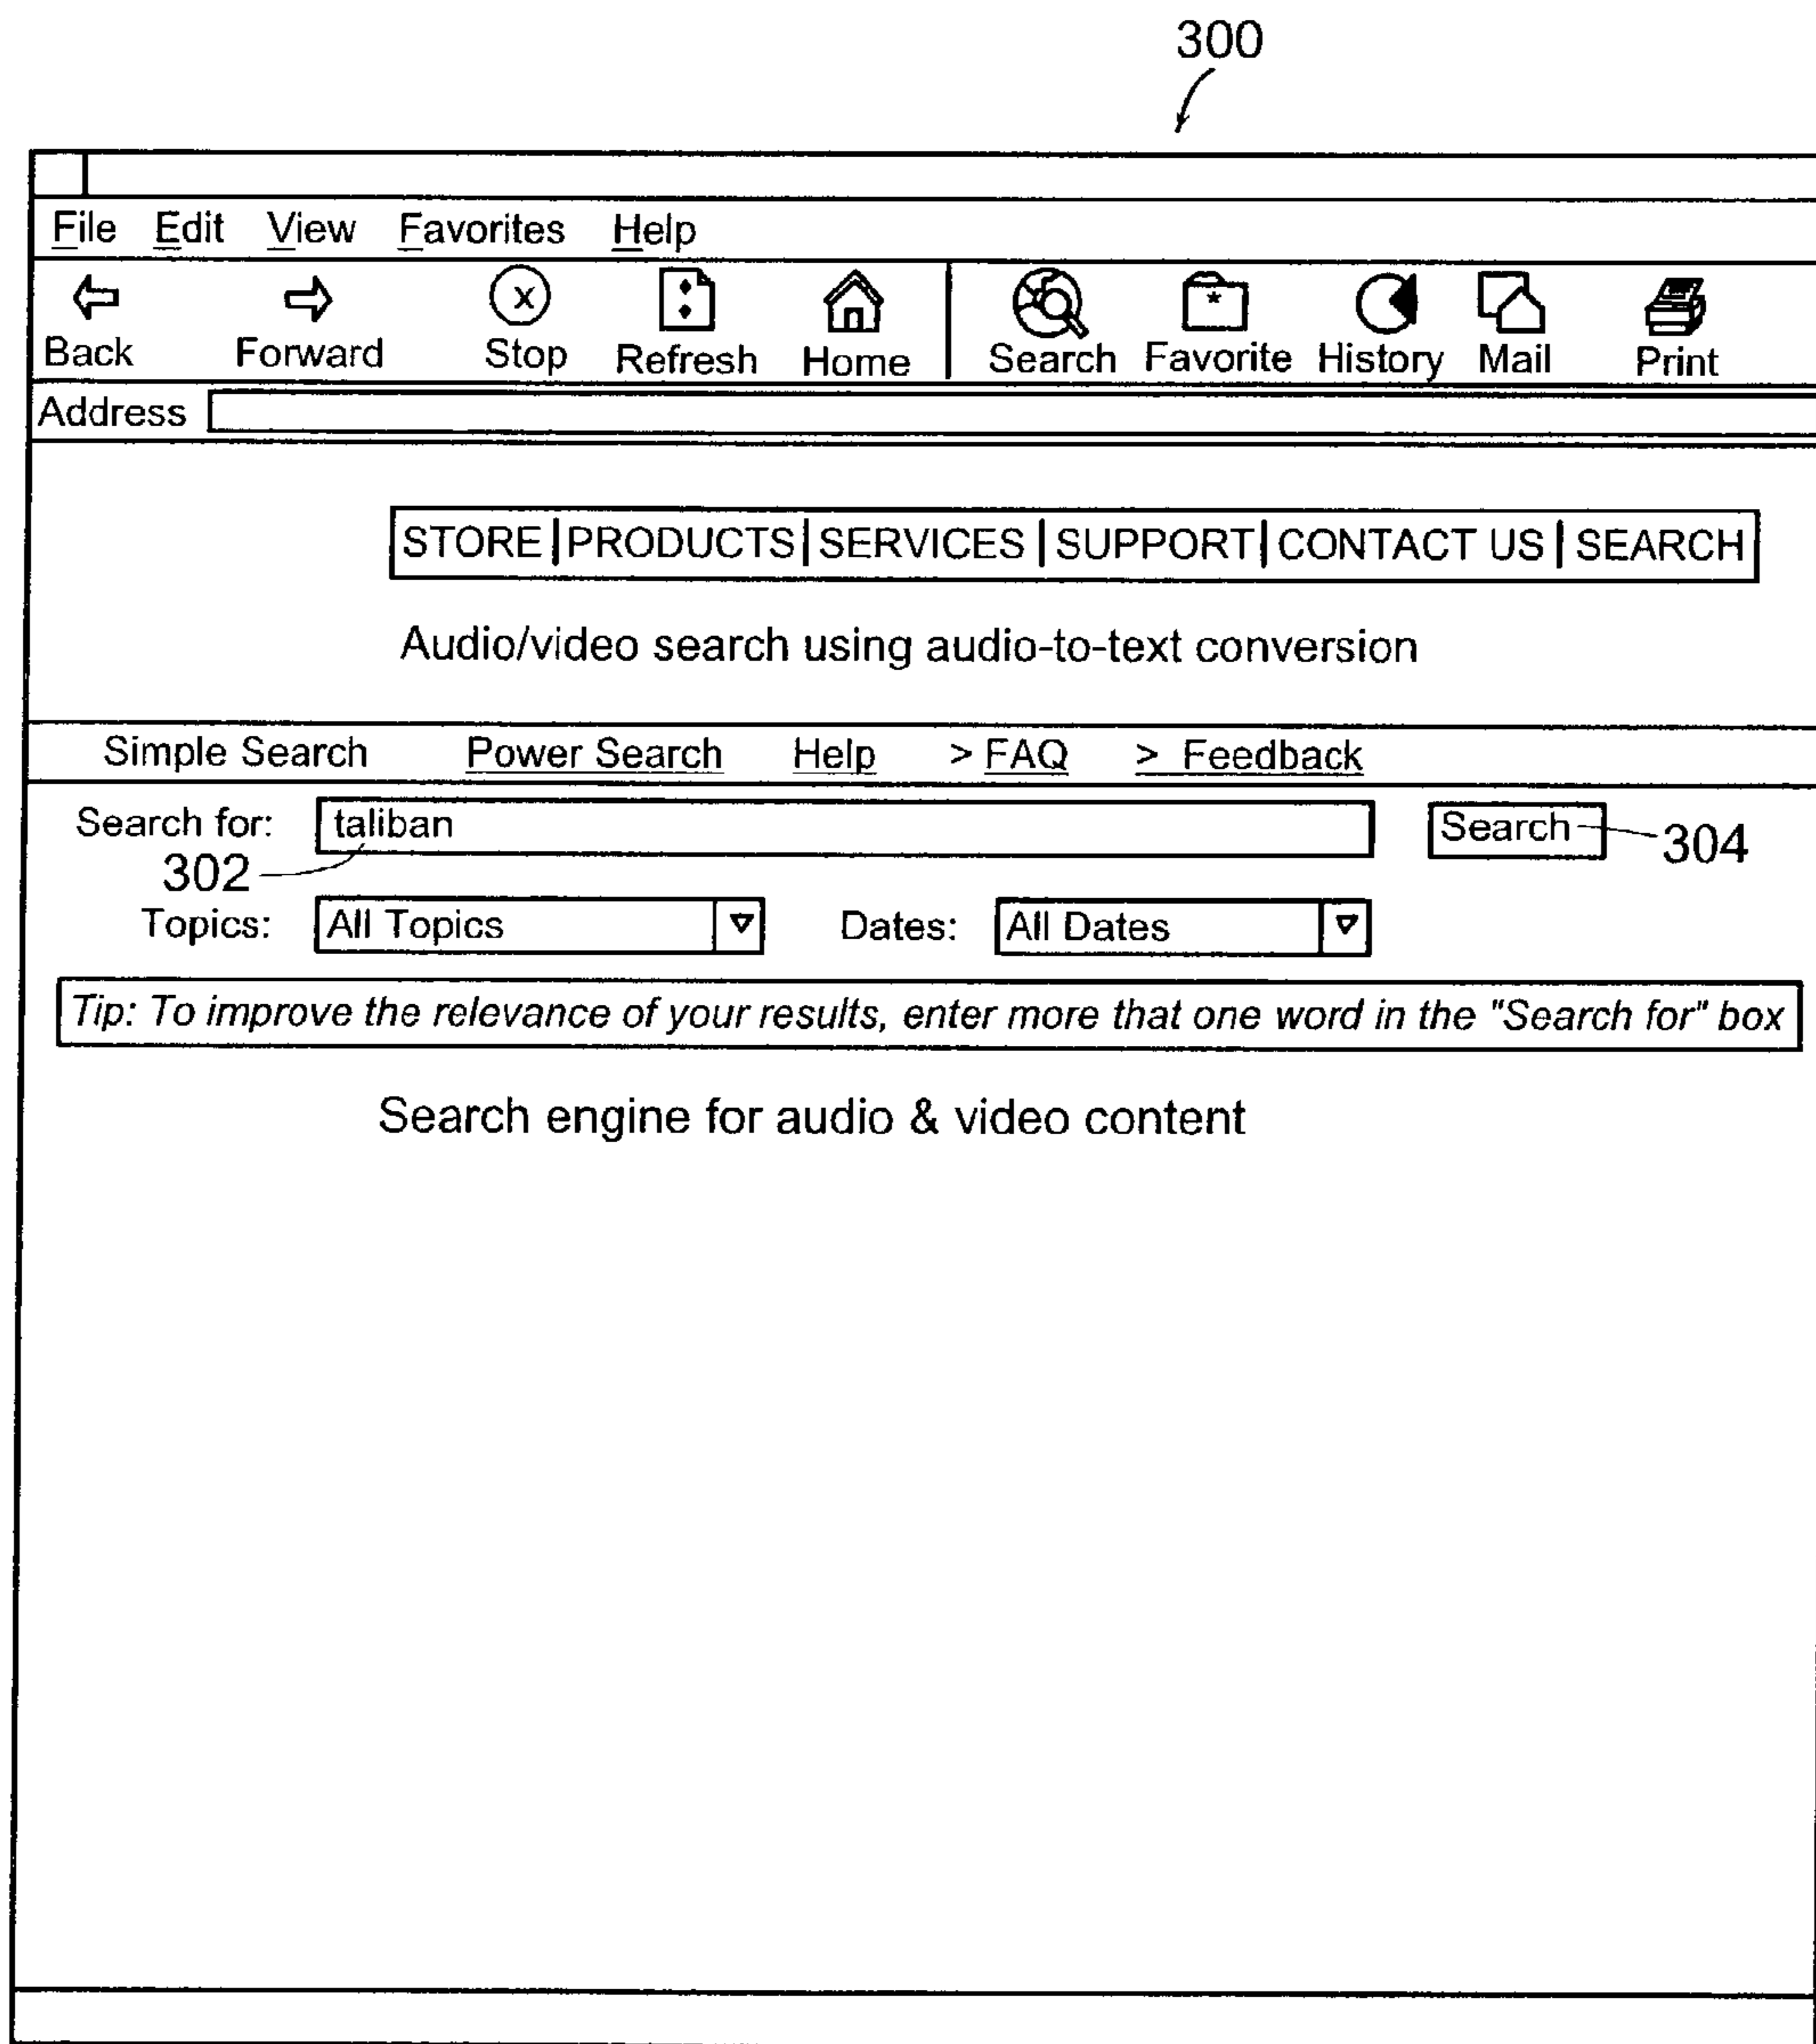 300
File Edit View Favorites Help
x * 
Back Forward Stop Refresh Home Search Favorite History Mail Print
Address
STORE | PRODUCTS | SERVICES | SUPPORT | CONTACT US | SEARCH
Audio/video search using audio-to-text conversion
Simple Search Power Search Help > FAQ > Feedback
Search for: taliban Search 304
302
Topics: All Topics Dates: All Dates
Tip: To improve the relevance of your results, enter more that one word in the "Search for" box
Search engine for audio & video content